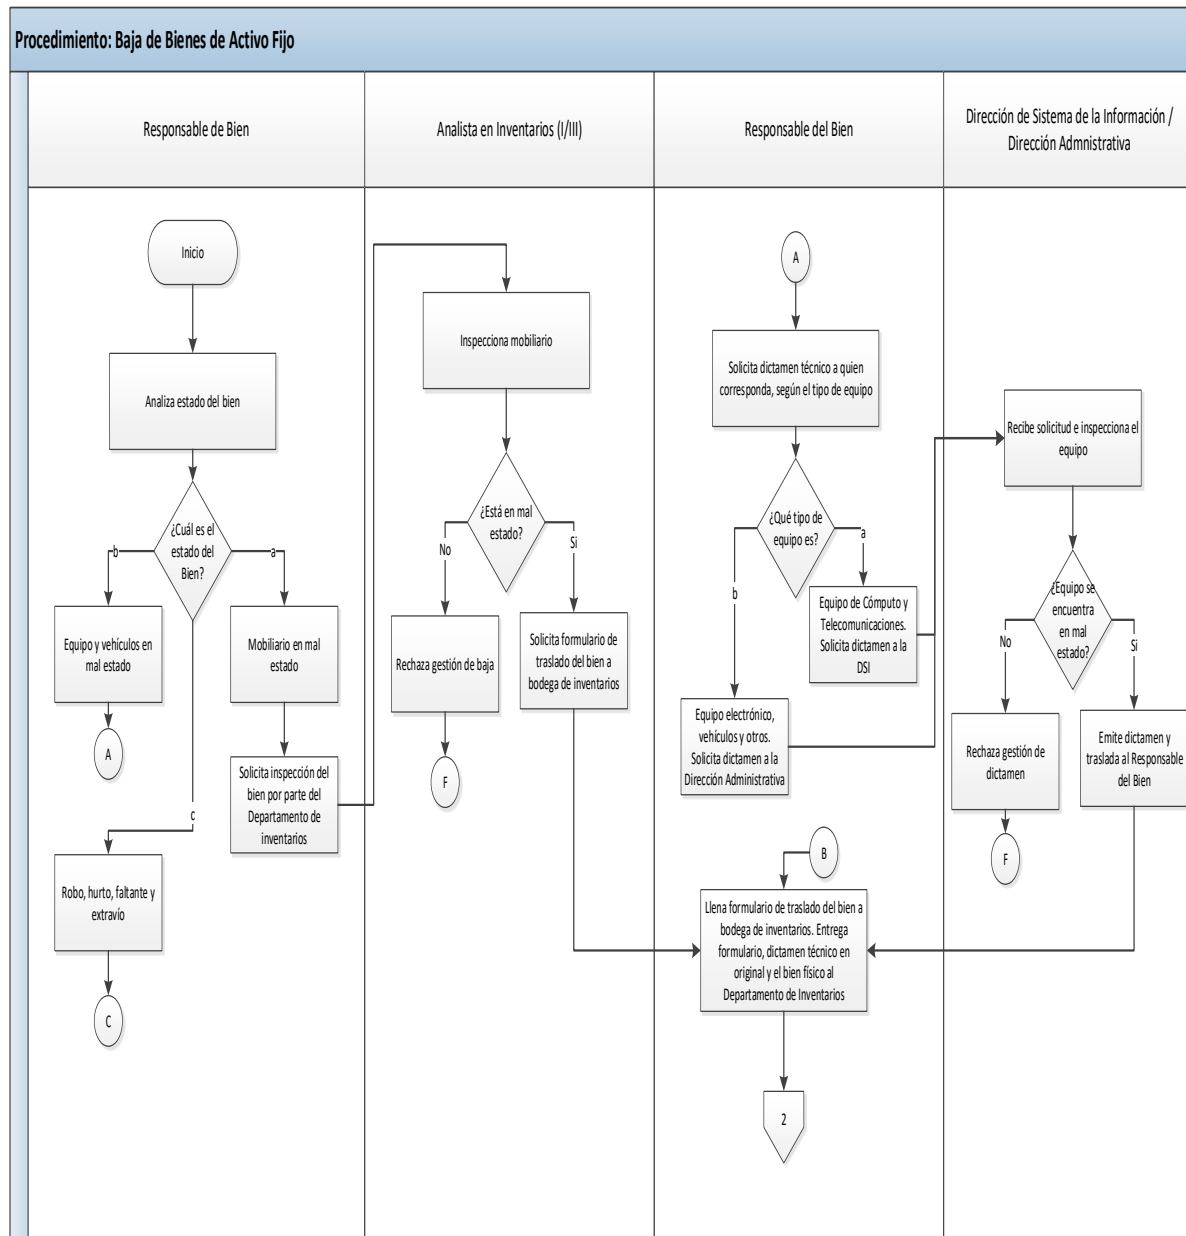 Procedimiento: Baja de Bienes de Activo Fijo
Responsable de Bien
Analista en Inventarios (I/III)
Responsable del Bien
Dirección de Sistema de la Información /
Dirección Admnistrativa
Inicio
Analiza estado del bien
¿Cuál es el
estado del
Bien?
b
a
c
Equipo y vehículos en
mal estado
A
Mobiliario en mal
estado
Solicita inspección del
bien por parte del
Departamento de
inventarios
Robo, hurto, faltante y
extravío
C
Inspecciona mobiliario
¿Está en mal
estado?
No
Si
Rechaza gestión de baja
F
Solicita formulario de
traslado del bien a
bodega de inventarios
A
Solicita dictamen técnico a quien
corresponda, según el tipo de equipo
¿Qué tipo de
equipo es?
a
b
Equipo de Cómputo y
Telecomunicaciones.
Solicita dictamen a la
DSI
Equipo electrónico,
vehículos y otros.
Solicita dictamen a la
Dirección Administrativa
B
Llena formulario de traslado del bien a
bodega de inventarios. Entrega
formulario, dictamen técnico en
original y el bien físico al
Departamento de Inventarios
2
Recibe solicitud e inspecciona el
equipo
¿Equipo se
encuentra
en mal
estado?
No
Si
Rechaza gestión de
dictamen
F
Emite dictamen y
traslada al Responsable
del Bien